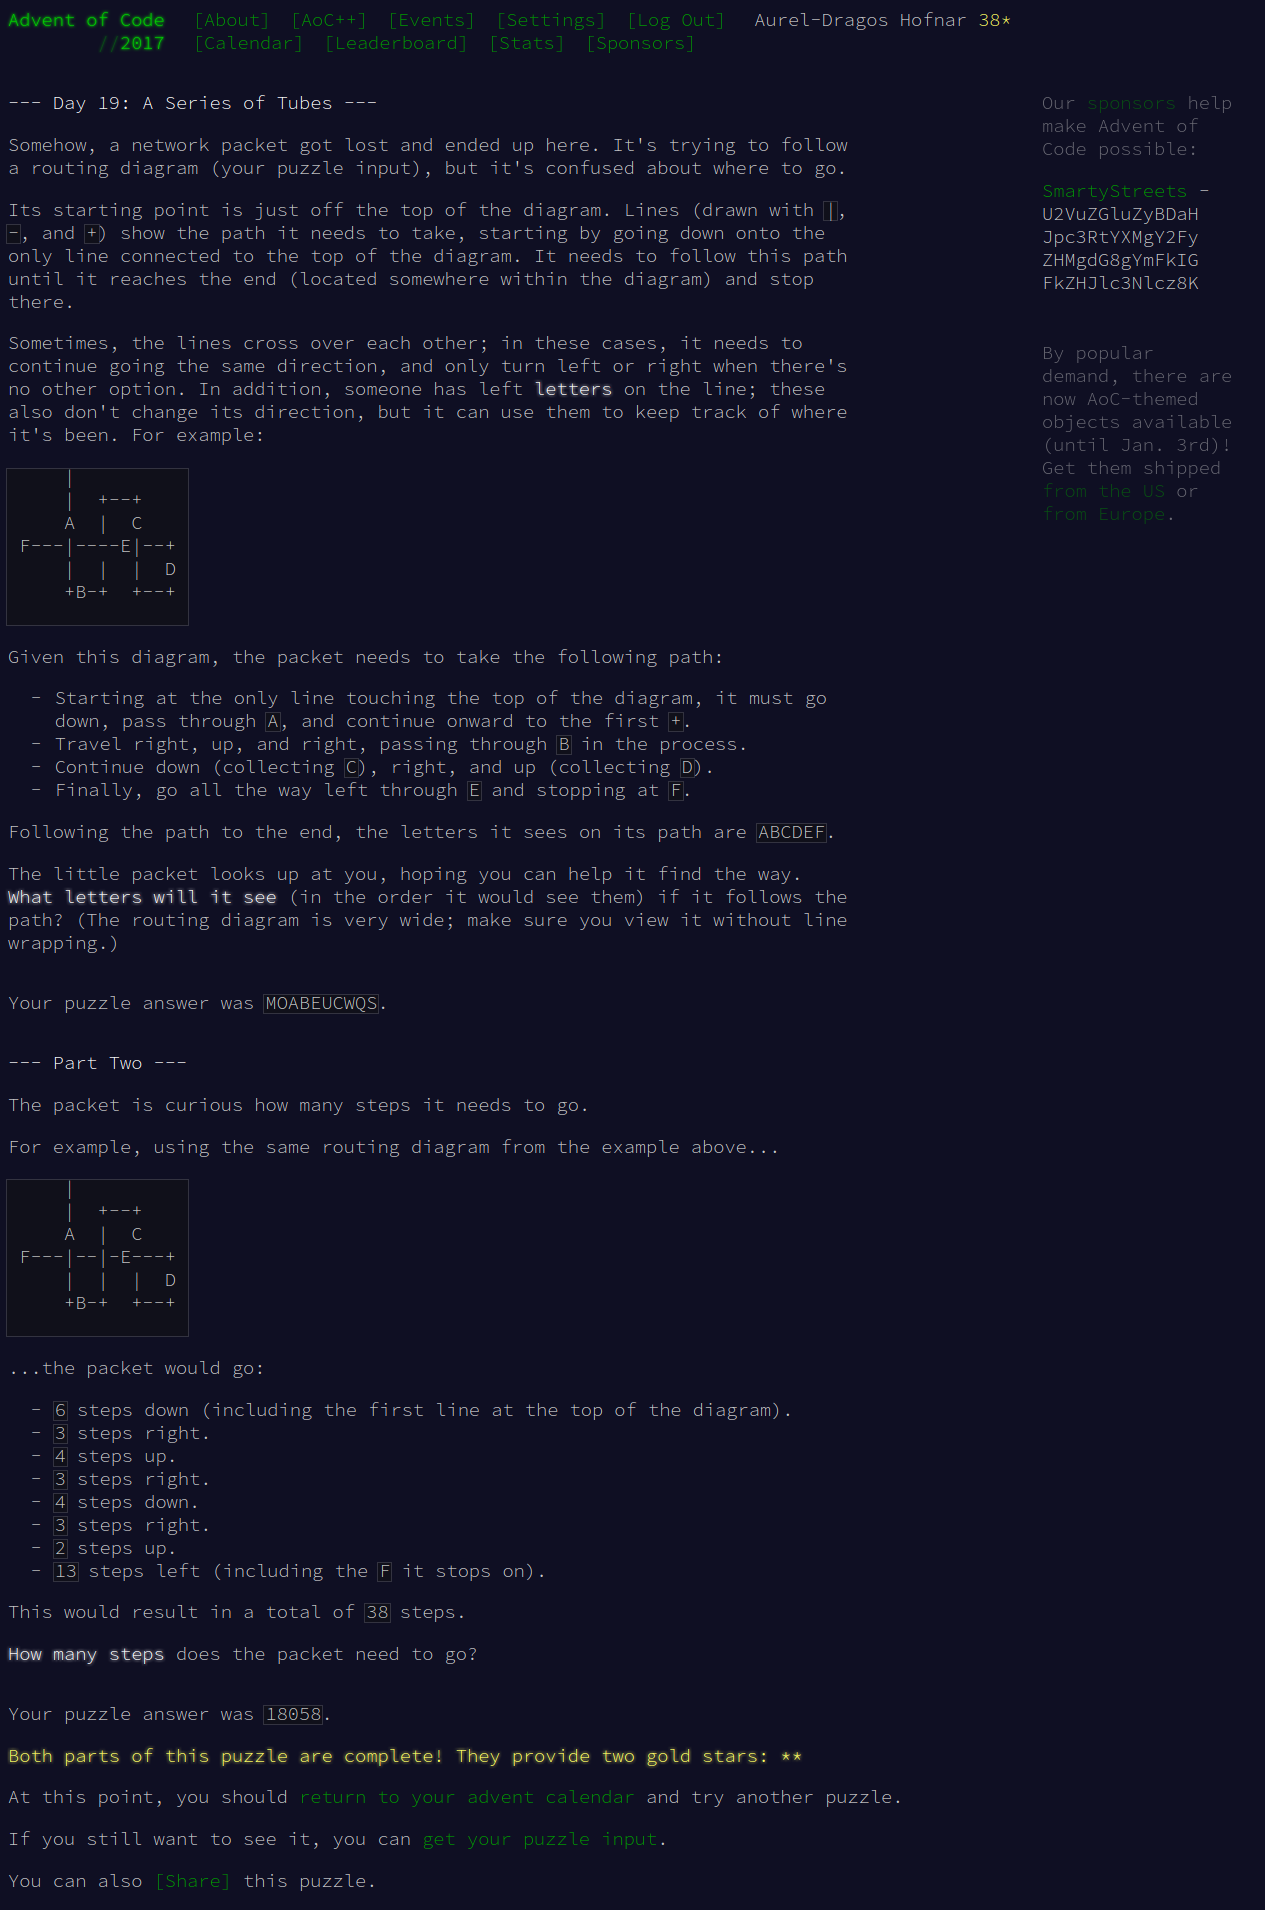 Advent of Code [About] [AoC++] [Events] [Settings] [Log Out] Aurel-Dragos Hofnar 38*
//2017 [Calendar] [Leaderboard] [Stats] [Sponsors]
--- Day 19: A Series of Tubes ---
Somehow, a network packet got lost and ended up here. It's trying to follow
a routing diagram (your puzzle input), but it's confused about where to go.
Its starting point is just off the top of the diagram. Lines (drawn with |,
-, and +) show the path it needs to take, starting by going down onto the
only line connected to the top of the diagram. It needs to follow this path
until it reaches the end (located somewhere within the diagram) and stop
there.
Sometimes, the lines cross over each other; in these cases, it needs to
continue going the same direction, and only turn left or right when there's
no other option. In addition, someone has left letters on the line; these
also don't change its direction, but it can use them to keep track of where
it's been. For example:
     |
     |  +--+
     A  |  C
 F---|----E|--+
     |  |  |  D
     +B-+  +--+
Given this diagram, the packet needs to take the following path:
- Starting at the only line touching the top of the diagram, it must go
down, pass through A, and continue onward to the first +.
- Travel right, up, and right, passing through B in the process.
- Continue down (collecting C), right, and up (collecting D).
- Finally, go all the way left through E and stopping at F.
Following the path to the end, the letters it sees on its path are ABCDEF.
The little packet looks up at you, hoping you can help it find the way.
What letters will it see (in the order it would see them) if it follows the
path? (The routing diagram is very wide; make sure you view it without line
wrapping.)
Your puzzle answer was MOABEUCWQS.
--- Part Two ---
The packet is curious how many steps it needs to go.
For example, using the same routing diagram from the example above...
     |
     |  +--+
     A  |  C
 F---|--|-E---+
     |  |  |  D
     +B-+  +--+
...the packet would go:
- 6 steps down (including the first line at the top of the diagram).
- 3 steps right.
- 4 steps up.
- 3 steps right.
- 4 steps down.
- 3 steps right.
- 2 steps up.
- 13 steps left (including the F it stops on).
This would result in a total of 38 steps.
How many steps does the packet need to go?
Your puzzle answer was 18058.
Both parts of this puzzle are complete! They provide two gold stars: **
At this point, you should return to your advent calendar and try another puzzle.
If you still want to see it, you can get your puzzle input.
You can also [Share] this puzzle.
Our sponsors help
make Advent of
Code possible:
SmartyStreets -
U2VuZGluZyBDaH
Jpc3RtYXMgY2Fy
ZHMgdG8gYmFkIG
FkZHJlc3Nlcz8K
By popular
demand, there are
now AoC-themed
objects available
(until Jan. 3rd)!
Get them shipped
from the US or
from Europe.